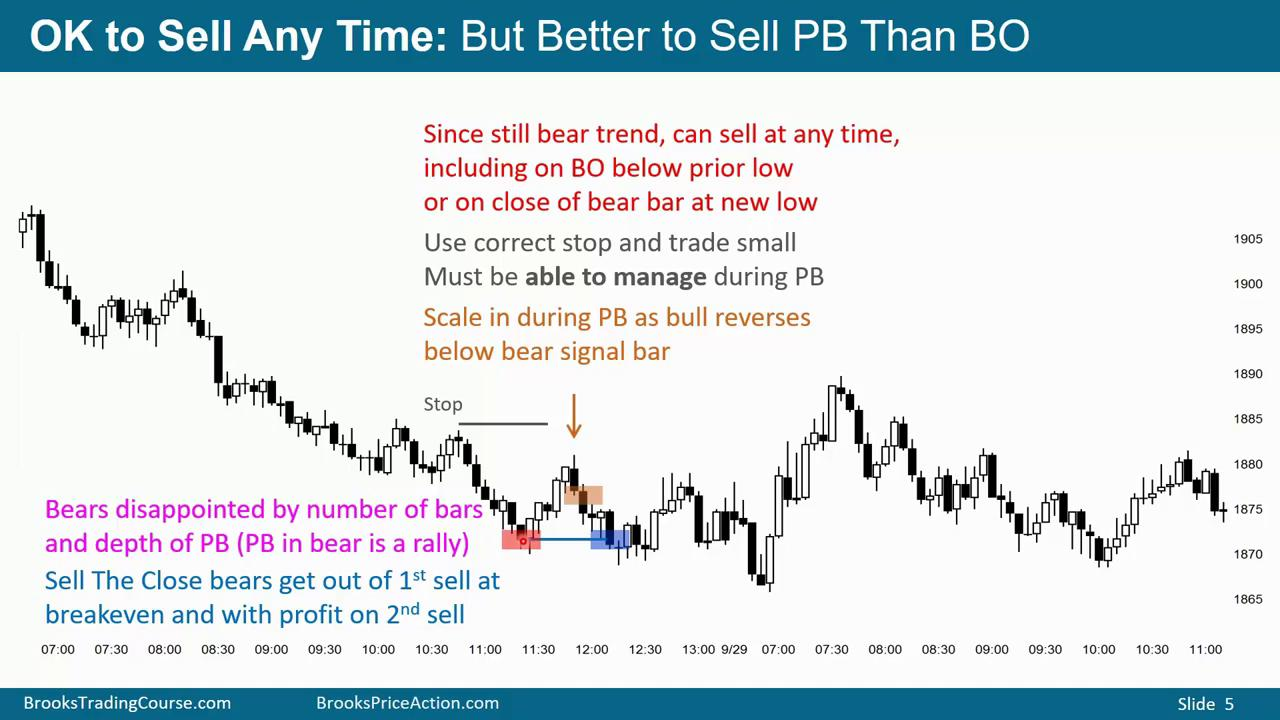 OK to Sell Any Time: But Better to Sell PB Than BO
Since still bear trend, can sell at any time,
including on BO below prior low
or on close of bear bar at new low
Use correct stop and trade small
Must be able to manage during PB
Scale in during PB as bull reverses
below bear signal bar
Stop
Bears disappointed by number of bars
and depth of PB (PB in bear is a rally)
Sell The Close bears get out of 1st sell at
breakeven and with profit on 2nd sell
1905
1900
1895
1890
1885
1880
1875
1870
1865
07:00 07:30 08:00 08:30 09:00 09:30 10:00 10:30 11:00 11:30 12:00 12:30 13:00 9/29 07:00 07:30 08:00 08:30 09:00 09:30 10:00 10:30 11:00
BrooksTradingCourse.com BrooksPriceAction.com Slide 5